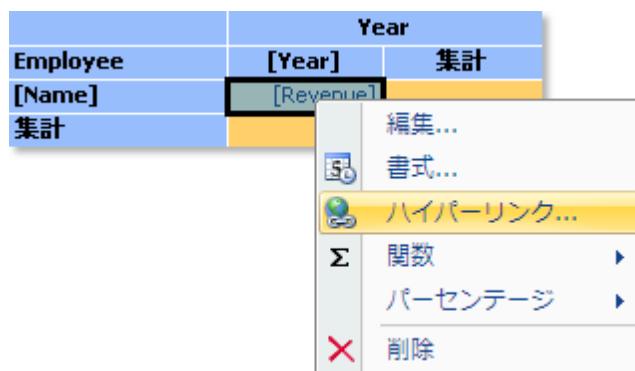 Year
Employee [Year] 集計
[Name] [Revenue]
集計
編集...
書式...
ハイパーリンク...
Σ 関数
パーセンテージ
削除